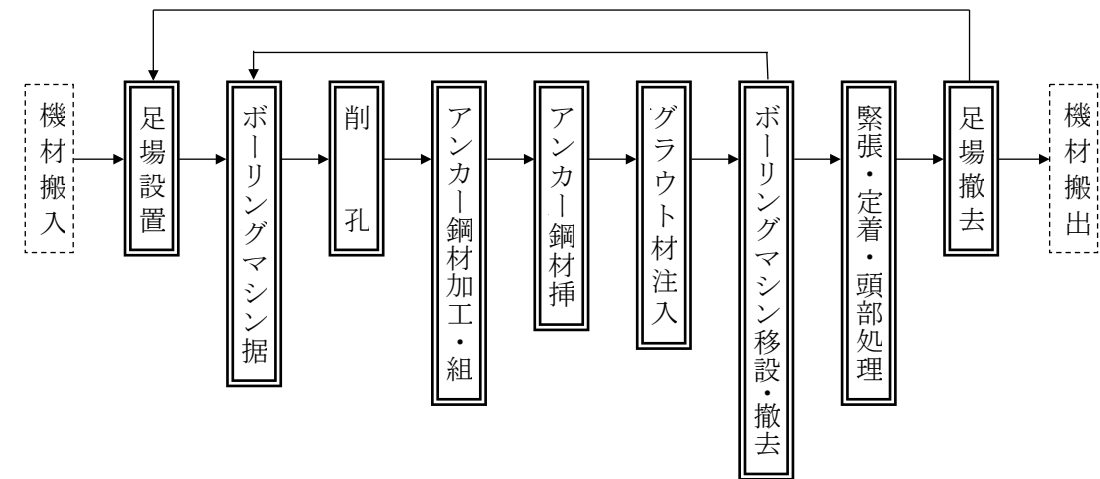 機材搬入
足場設置
ボーリングマシン据
削孔
アンカー鋼材加工・組
アンカー鋼材挿
グラウト材注入
ボーリングマシン移設・撤去
緊張・定着・頭部処理
足場撤去
機材搬出